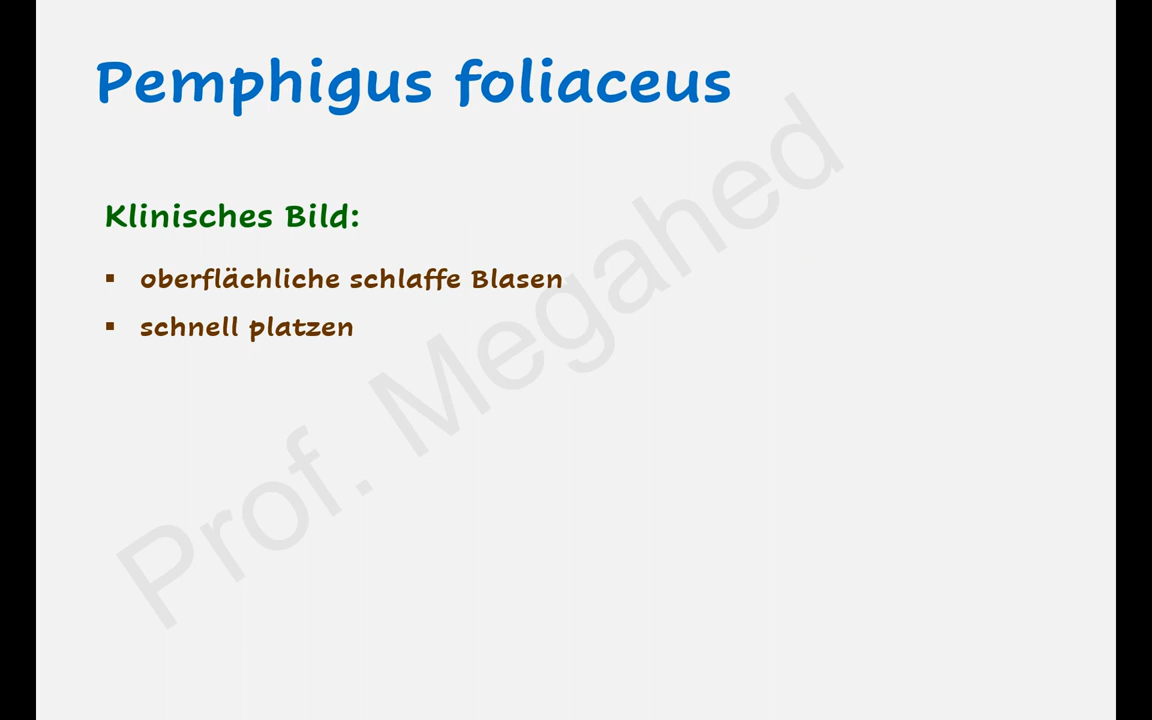 Pemphigus foliaceus
Klinisches Bild:
▪ oberflächliche schlaffe Blasen
▪ schnell platzen
Prof. Megahed